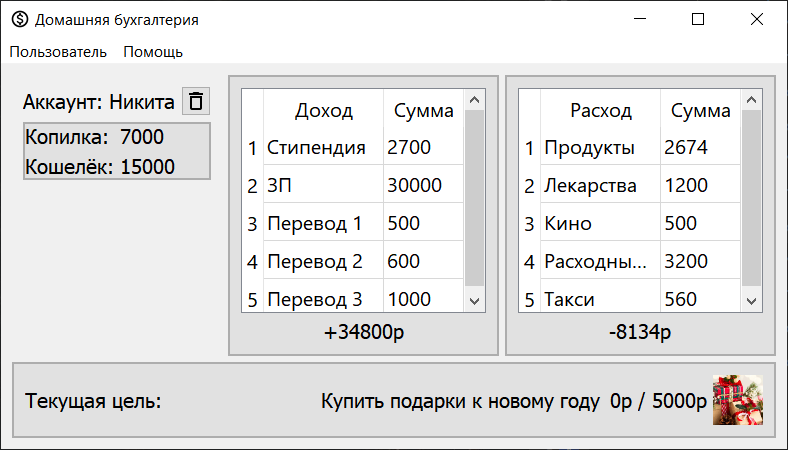 Домашняя бухгалтерия
Пользователь Помощь
Аккаунт: Никита
Копилка: 7000
Кошелёк: 15000
Доход Сумма
1 Стипендия 2700
2 ЗП 30000
3 Перевод 1 500
4 Перевод 2 600
5 Перевод 3 1000
+34800р
Расход Сумма
1 Продукты 2674
2 Лекарства 1200
3 Кино 500
4 Расходны... 3200
5 Такси 560
-8134р
Текущая цель: Купить подарки к новому году 0р / 5000р